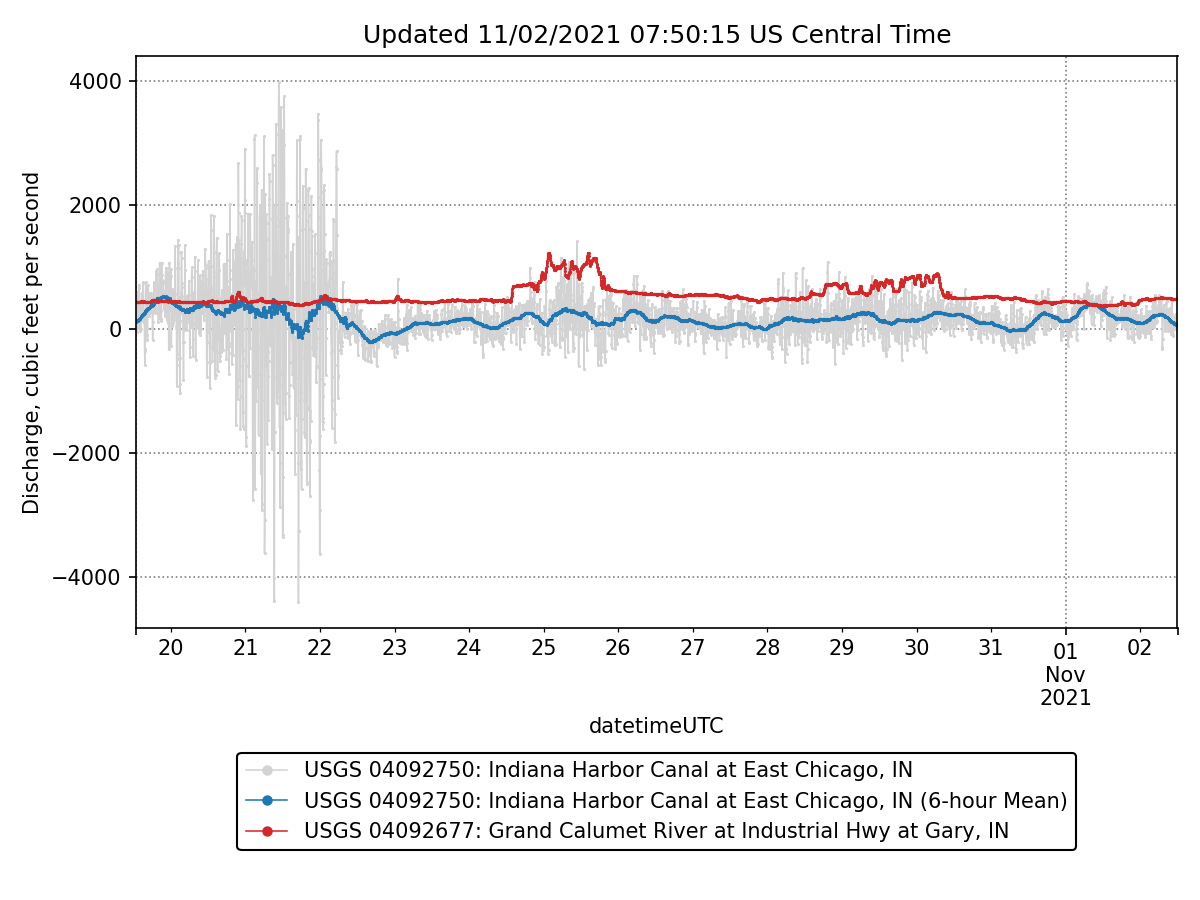 Updated 11/02/2021 07:50:15 US Central Time
Discharge, cubic feet per second
4000
2000
0
−2000
−4000
20 21 22 23 24 25 26 27 28 29 30 31 01 02
Nov
2021
datetimeUTC
USGS 04092750: Indiana Harbor Canal at East Chicago, IN
USGS 04092750: Indiana Harbor Canal at East Chicago, IN (6-hour Mean)
USGS 04092677: Grand Calumet River at Industrial Hwy at Gary, IN